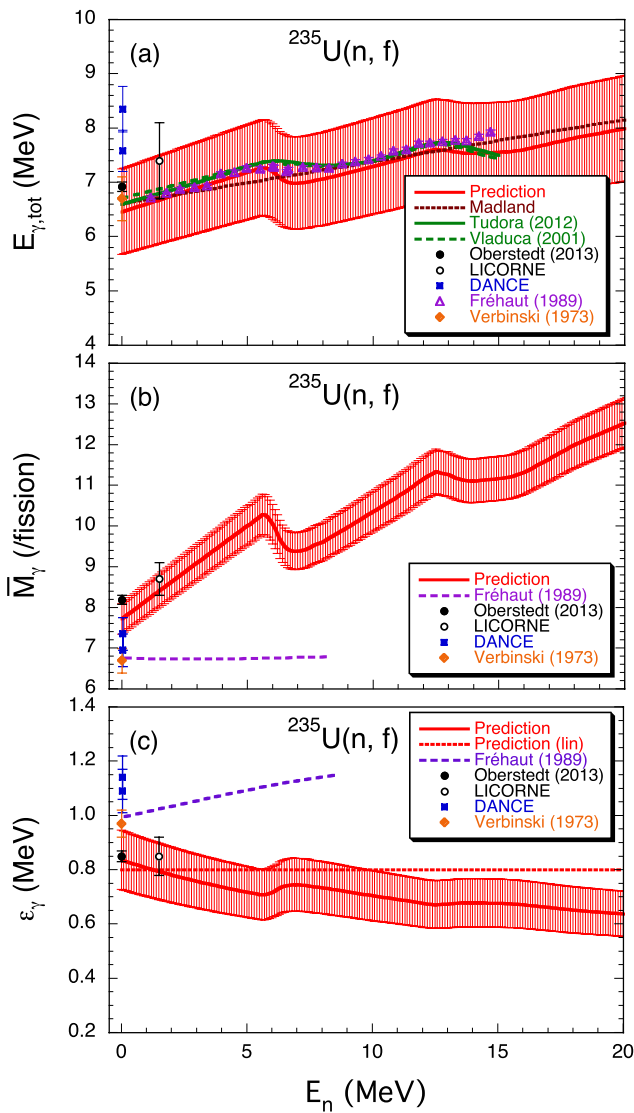 (a)
²³⁵U(n, f)
10
9
8
7
6
5
4
E_γ,tot (MeV)
Prediction
Madland
Tudora (2012)
Vladuca (2001)
Oberstedt (2013)
LICORNE
DANCE
Fréhaut (1989)
Verbinski (1973)
(b)
²³⁵U(n, f)
14
13
12
11
10
9
8
7
6
M̅_γ (/fission)
Prediction
Fréhaut (1989)
Oberstedt (2013)
LICORNE
DANCE
Verbinski (1973)
(c)
²³⁵U(n, f)
1.4
1.2
1.0
0.8
0.6
0.4
0.2
ε_γ (MeV)
Prediction
Prediction (lin)
Fréhaut (1989)
Oberstedt (2013)
LICORNE
DANCE
Verbinski (1973)
0 5 10 15 20
E_n (MeV)